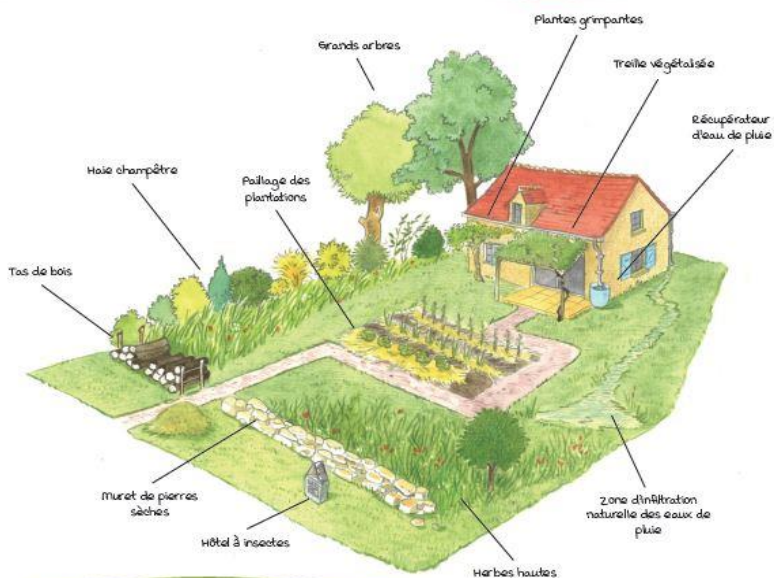 Plantes grimpantes
Grands arbres
Treille végétalisée
Récupérateur
d'eau de pluie
Haie champêtre
Paillage des
plantations
Tas de bois
Muret de pierres
sèches
Zone d'infiltration
naturelle des eaux de
pluie
Hôtel à insectes
Herbes hautes